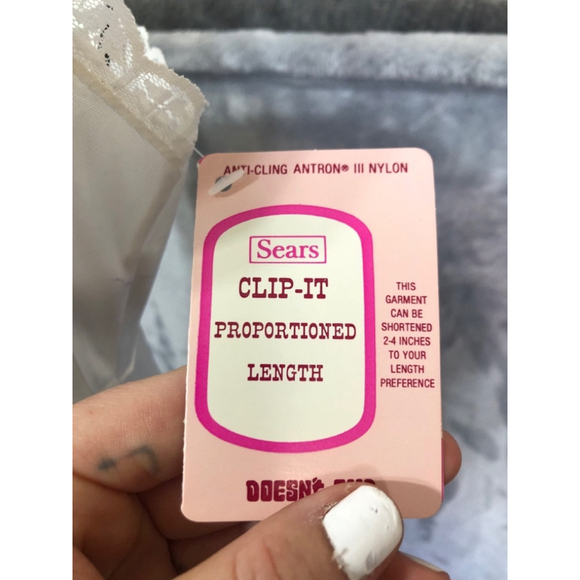 ANTI-CLING ANTRON® III NYLON
Sears
CLIP-IT
PROPORTIONED
LENGTH
THIS
GARMENT
CAN BE
SHORTENED
2-4 INCHES
TO YOUR
LENGTH
PREFERENCE
DOESN'T